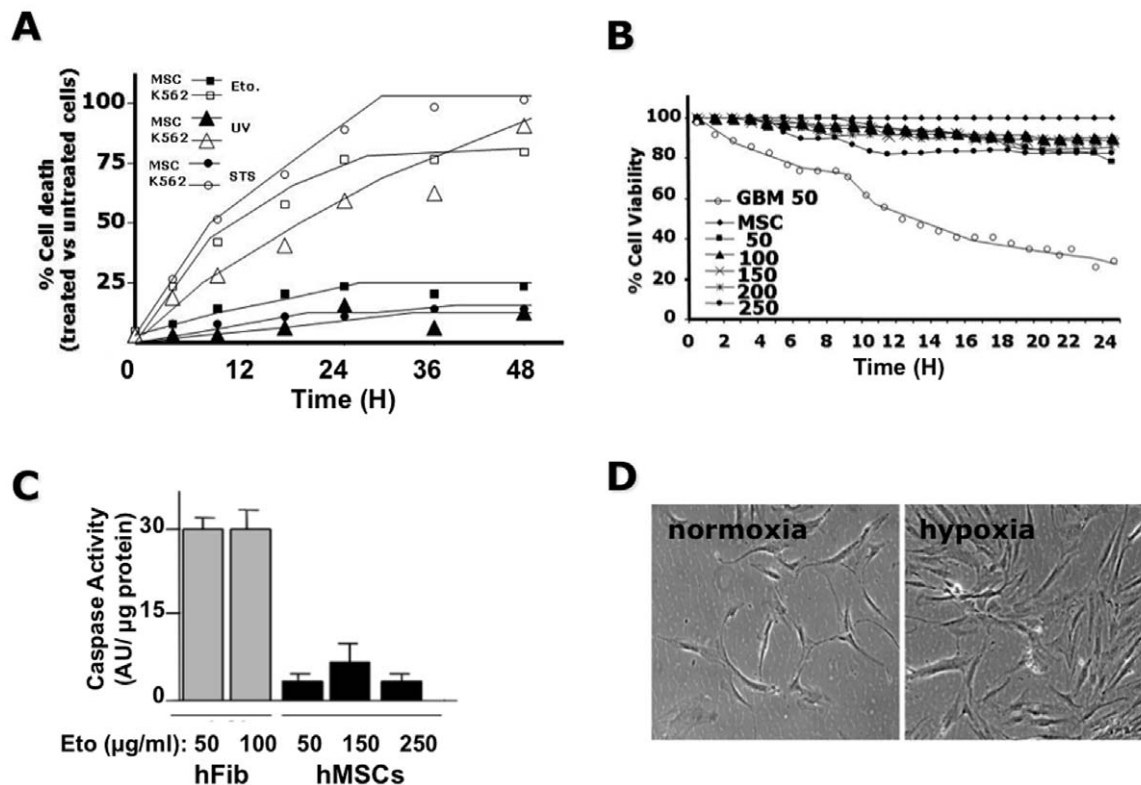 A
% Cell death
(treated vs untreated cells)
100
75
50
25
MSC
K562
Eto.
MSC
K562
UV
MSC
K562
STS
0
12
24
36
48
Time (H)
B
% Cell Viability
100
80
60
40
20
0
GBM 50
MSC
50
100
150
200
250
0 2 4 6 8 10 12 14 16 18 20 22 24
Time (H)
C
Caspase Activity
(AU/ µg protein)
30
15
0
Eto (µg/ml): 50 100 50 150 250
hFib hMSCs
D
normoxia
hypoxia